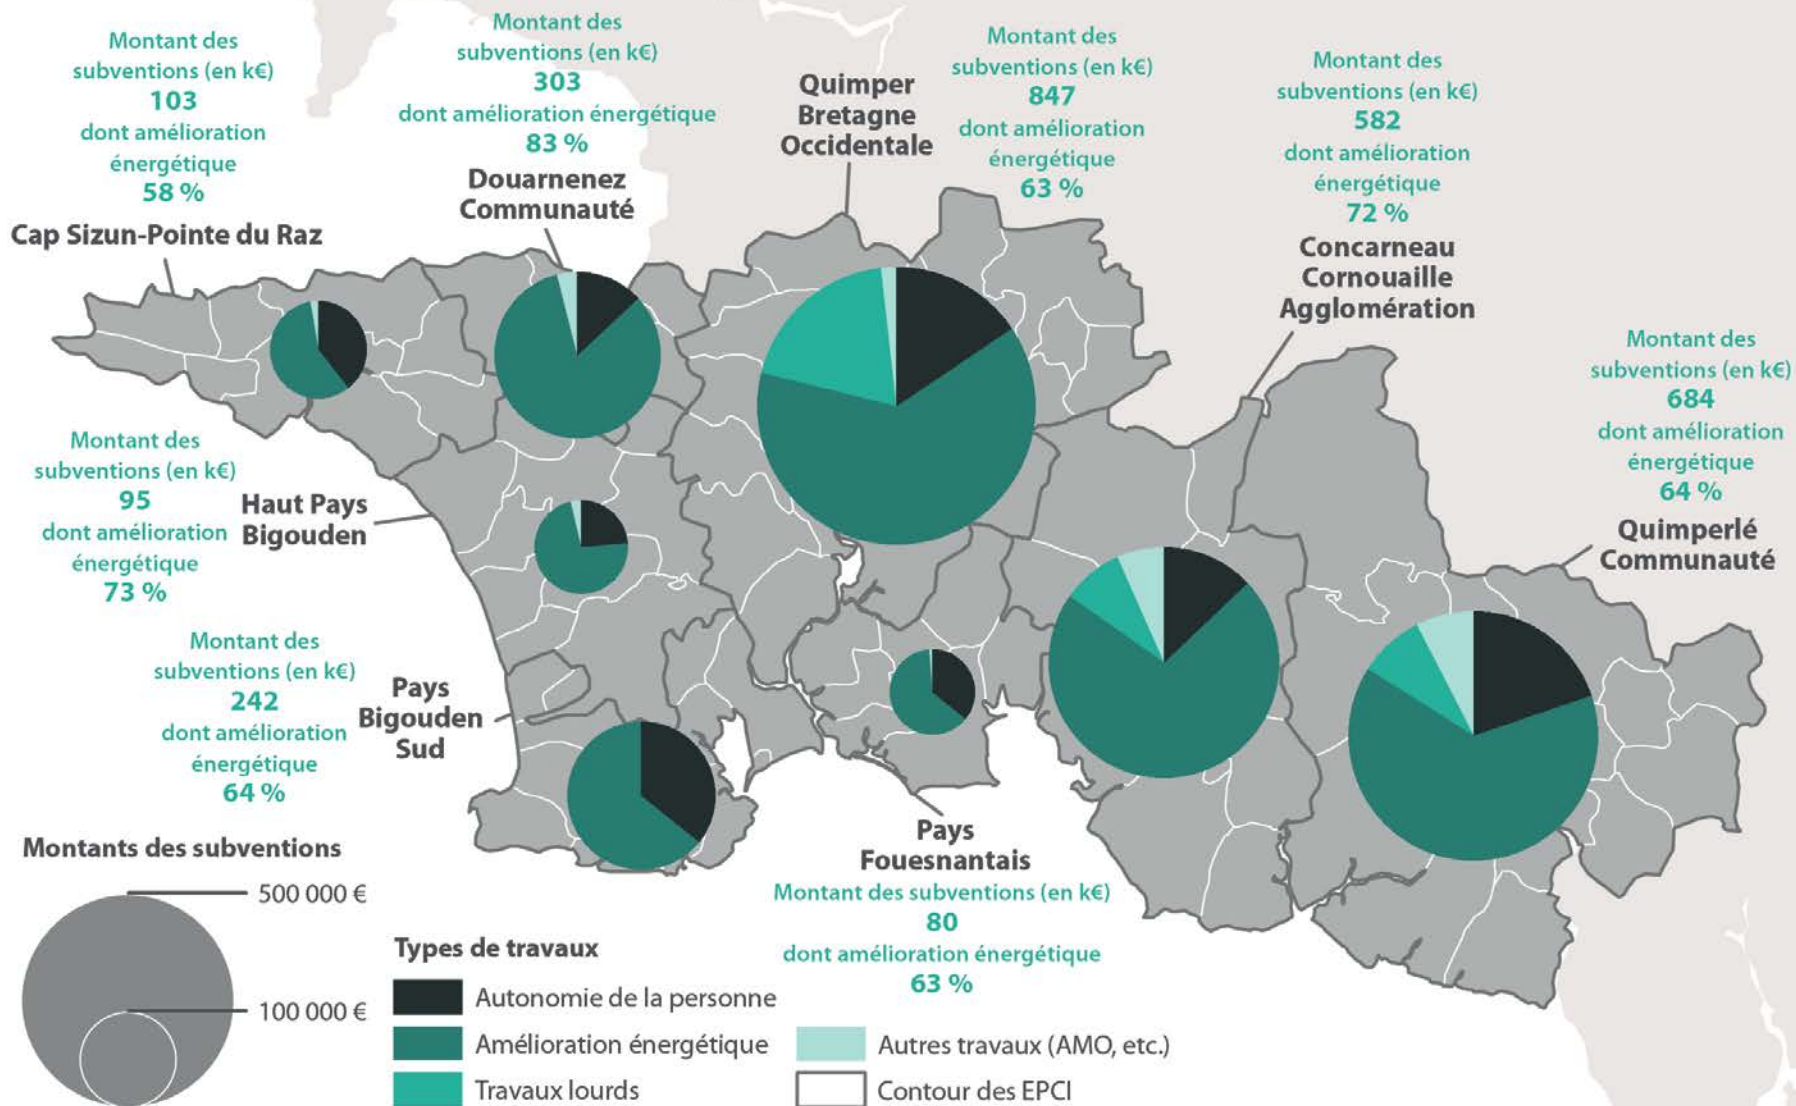 Montant des
subventions (en k€)
103
dont amélioration
énergétique
58 %
Cap Sizun-Pointe du Raz
Montant des
subventions (en k€)
303
dont amélioration énergétique
83 %
Douarnenez
Communauté
Quimper
Bretagne
Occidentale
Montant des
subventions (en k€)
847
dont amélioration
énergétique
63 %
Montant des
subventions (en k€)
582
dont amélioration
énergétique
72 %
Concarneau
Cornouaille
Agglomération
Montant des
subventions (en k€)
684
dont amélioration
énergétique
64 %
Quimperlé
Communauté
Montant des
subventions (en k€)
95
dont amélioration
énergétique
73 %
Haut Pays
Bigouden
Montant des
subventions (en k€)
242
dont amélioration
énergétique
64 %
Pays
Bigouden
Sud
Pays
Fouesnantais
Montant des subventions (en k€)
80
dont amélioration énergétique
63 %
Montants des subventions
500 000 €
100 000 €
Types de travaux
Autonomie de la personne
Amélioration énergétique
Travaux lourds
Autres travaux (AMO, etc.)
Contour des EPCI